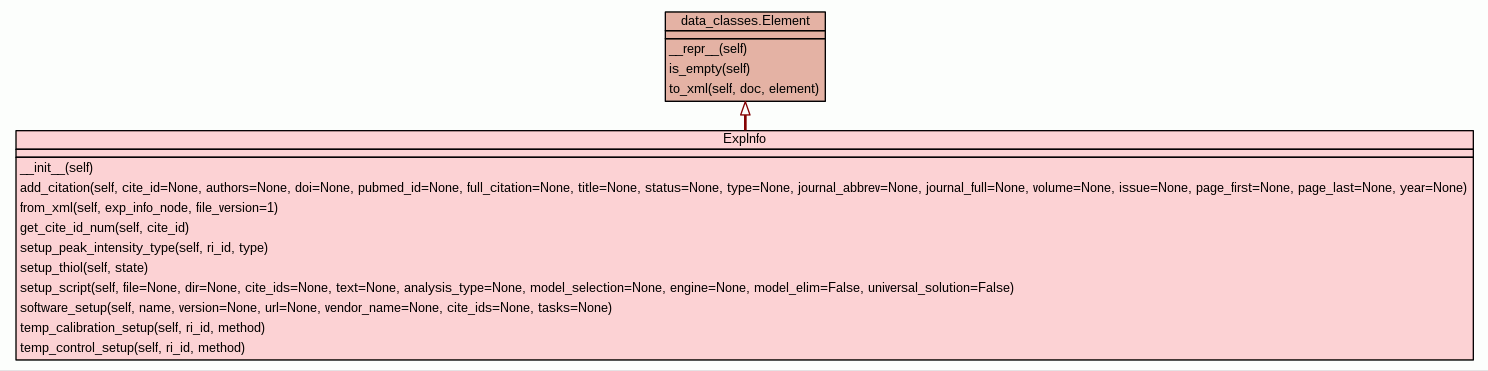 data_classes.Element
__repr__(self)
is_empty(self)
to_xml(self, doc, element)
ExpInfo
__init__(self)
add_citation(self, cite_id=None, authors=None, doi=None, pubmed_id=None, full_citation=None, title=None, status=None, type=None, journal_abbrev=None, journal_full=None, volume=None, issue=None, page_first=None, page_last=None, year=None)
from_xml(self, exp_info_node, file_version=1)
get_cite_id_num(self, cite_id)
setup_peak_intensity_type(self, ri_id, type)
setup_thiol(self, state)
setup_script(self, file=None, dir=None, cite_ids=None, text=None, analysis_type=None, model_selection=None, engine=None, model_elim=False, universal_solution=False)
software_setup(self, name, version=None, url=None, vendor_name=None, cite_ids=None, tasks=None)
temp_calibration_setup(self, ri_id, method)
temp_control_setup(self, ri_id, method)